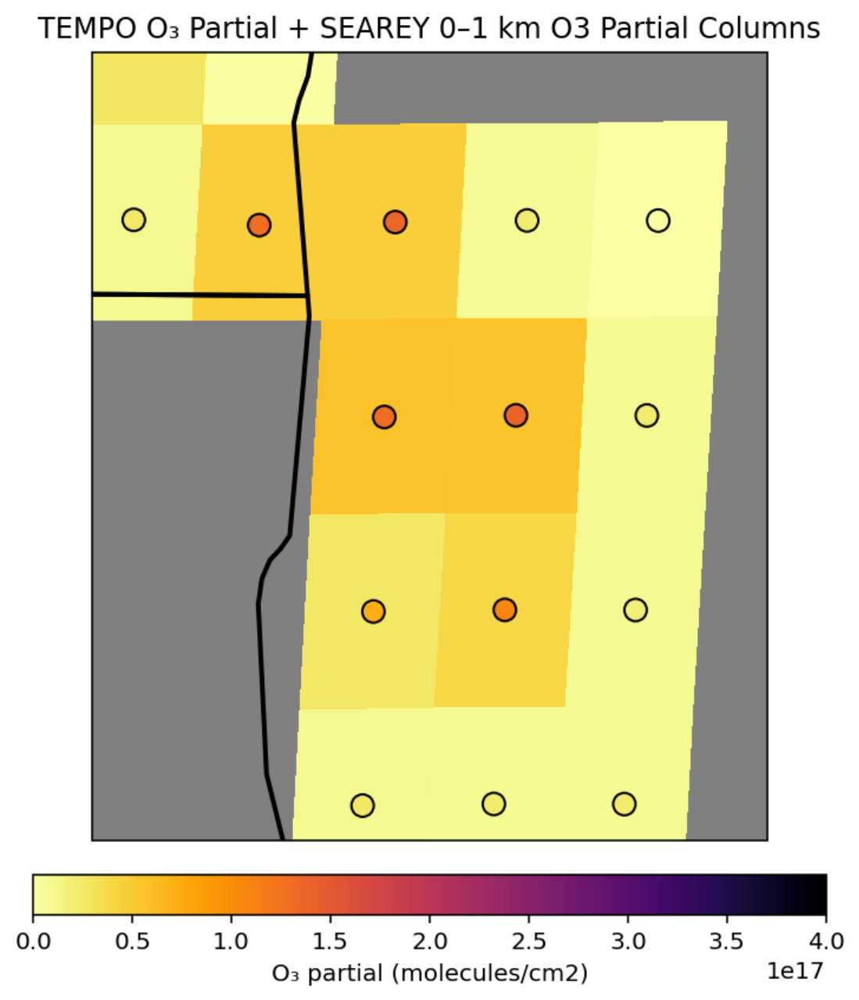 TEMPO O₃ Partial + SEAREY 0–1 km O3 Partial Columns
0.0 0.5 1.0 1.5 2.0 2.5 3.0 3.5 4.0
O₃ partial (molecules/cm2) 1e17